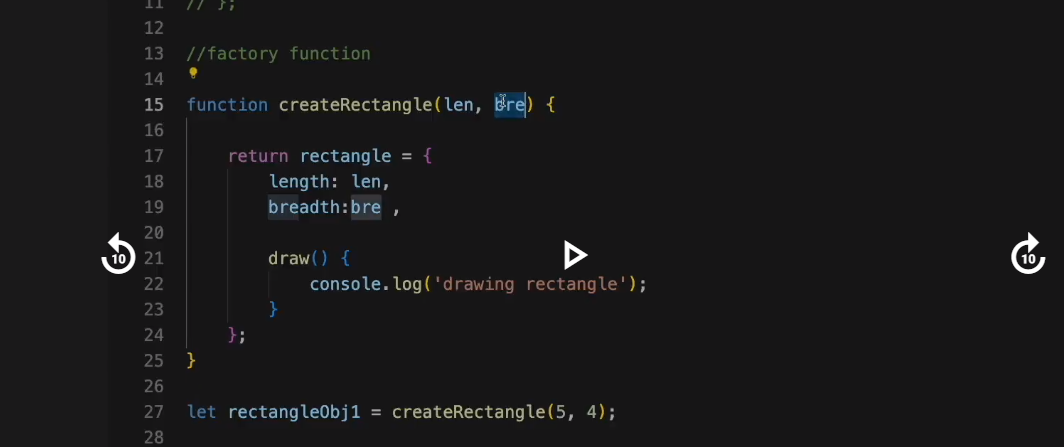 11 // };
12
13 //factory function
14
15 function createRectangle(len, bre) {
16
17 return rectangle = {
18 length: len,
19 breadth:bre ,
20
21 draw() {
22 console.log('drawing rectangle');
23 }
24 };
25 }
26
27 let rectangleObj1 = createRectangle(5, 4);
28
10
10